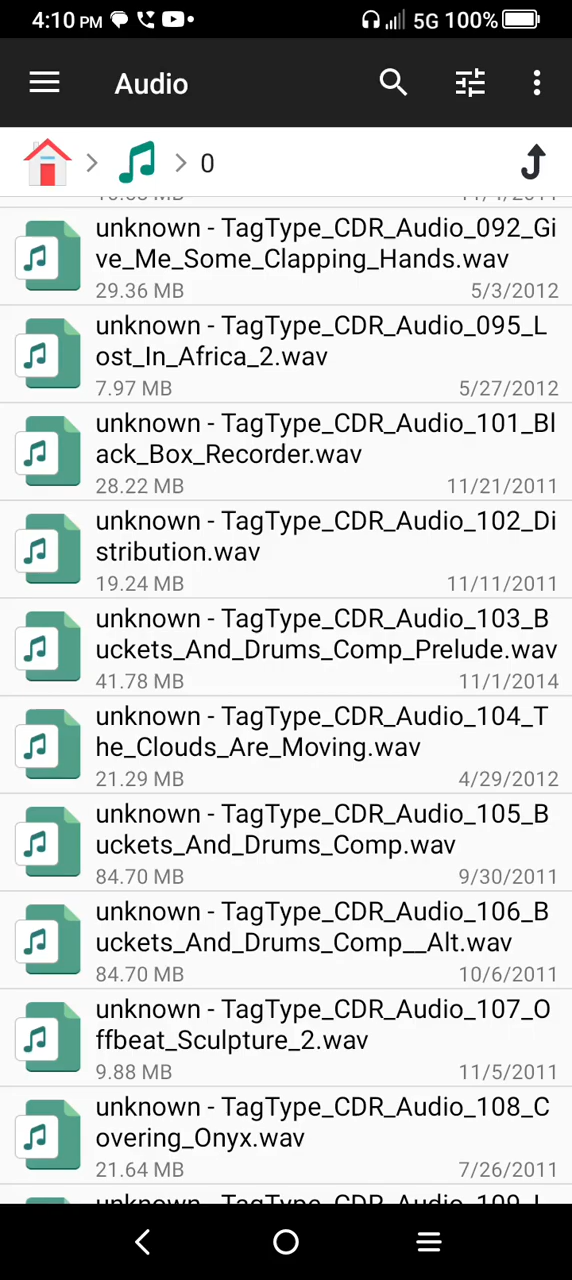 4:10 PM 5G 100%
Audio
0
unknown - TagType_CDR_Audio_092_Gi
ve_Me_Some_Clapping_Hands.wav
29.36 MB 5/3/2012
unknown - TagType_CDR_Audio_095_L
ost_In_Africa_2.wav
7.97 MB 5/27/2012
unknown - TagType_CDR_Audio_101_Bl
ack_Box_Recorder.wav
28.22 MB 11/21/2011
unknown - TagType_CDR_Audio_102_Di
stribution.wav
19.24 MB 11/11/2011
unknown - TagType_CDR_Audio_103_B
uckets_And_Drums_Comp_Prelude.wav
41.78 MB 11/1/2014
unknown - TagType_CDR_Audio_104_T
he_Clouds_Are_Moving.wav
21.29 MB 4/29/2012
unknown - TagType_CDR_Audio_105_B
uckets_And_Drums_Comp.wav
84.70 MB 9/30/2011
unknown - TagType_CDR_Audio_106_B
uckets_And_Drums_Comp__Alt.wav
84.70 MB 10/6/2011
unknown - TagType_CDR_Audio_107_O
ffbeat_Sculpture_2.wav
9.88 MB 11/5/2011
unknown - TagType_CDR_Audio_108_C
overing_Onyx.wav
21.64 MB 7/26/2011